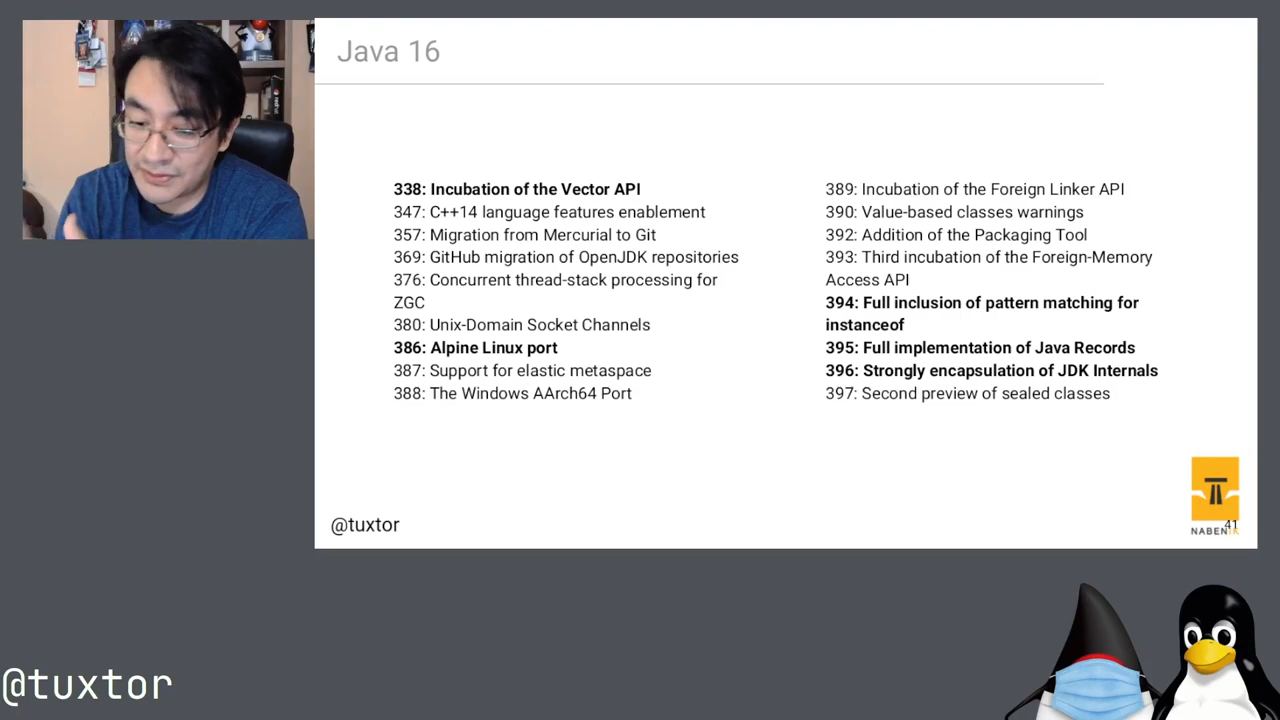 Java 16
338: Incubation of the Vector API
347: C++14 language features enablement
357: Migration from Mercurial to Git
369: GitHub migration of OpenJDK repositories
376: Concurrent thread-stack processing for
ZGC
380: Unix-Domain Socket Channels
386: Alpine Linux port
387: Support for elastic metaspace
388: The Windows AArch64 Port
389: Incubation of the Foreign Linker API
390: Value-based classes warnings
392: Addition of the Packaging Tool
393: Third incubation of the Foreign-Memory
Access API
394: Full inclusion of pattern matching for
instanceof
395: Full implementation of Java Records
396: Strongly encapsulation of JDK Internals
397: Second preview of sealed classes
@tuxtor
41
NABENIK
@tuxtor